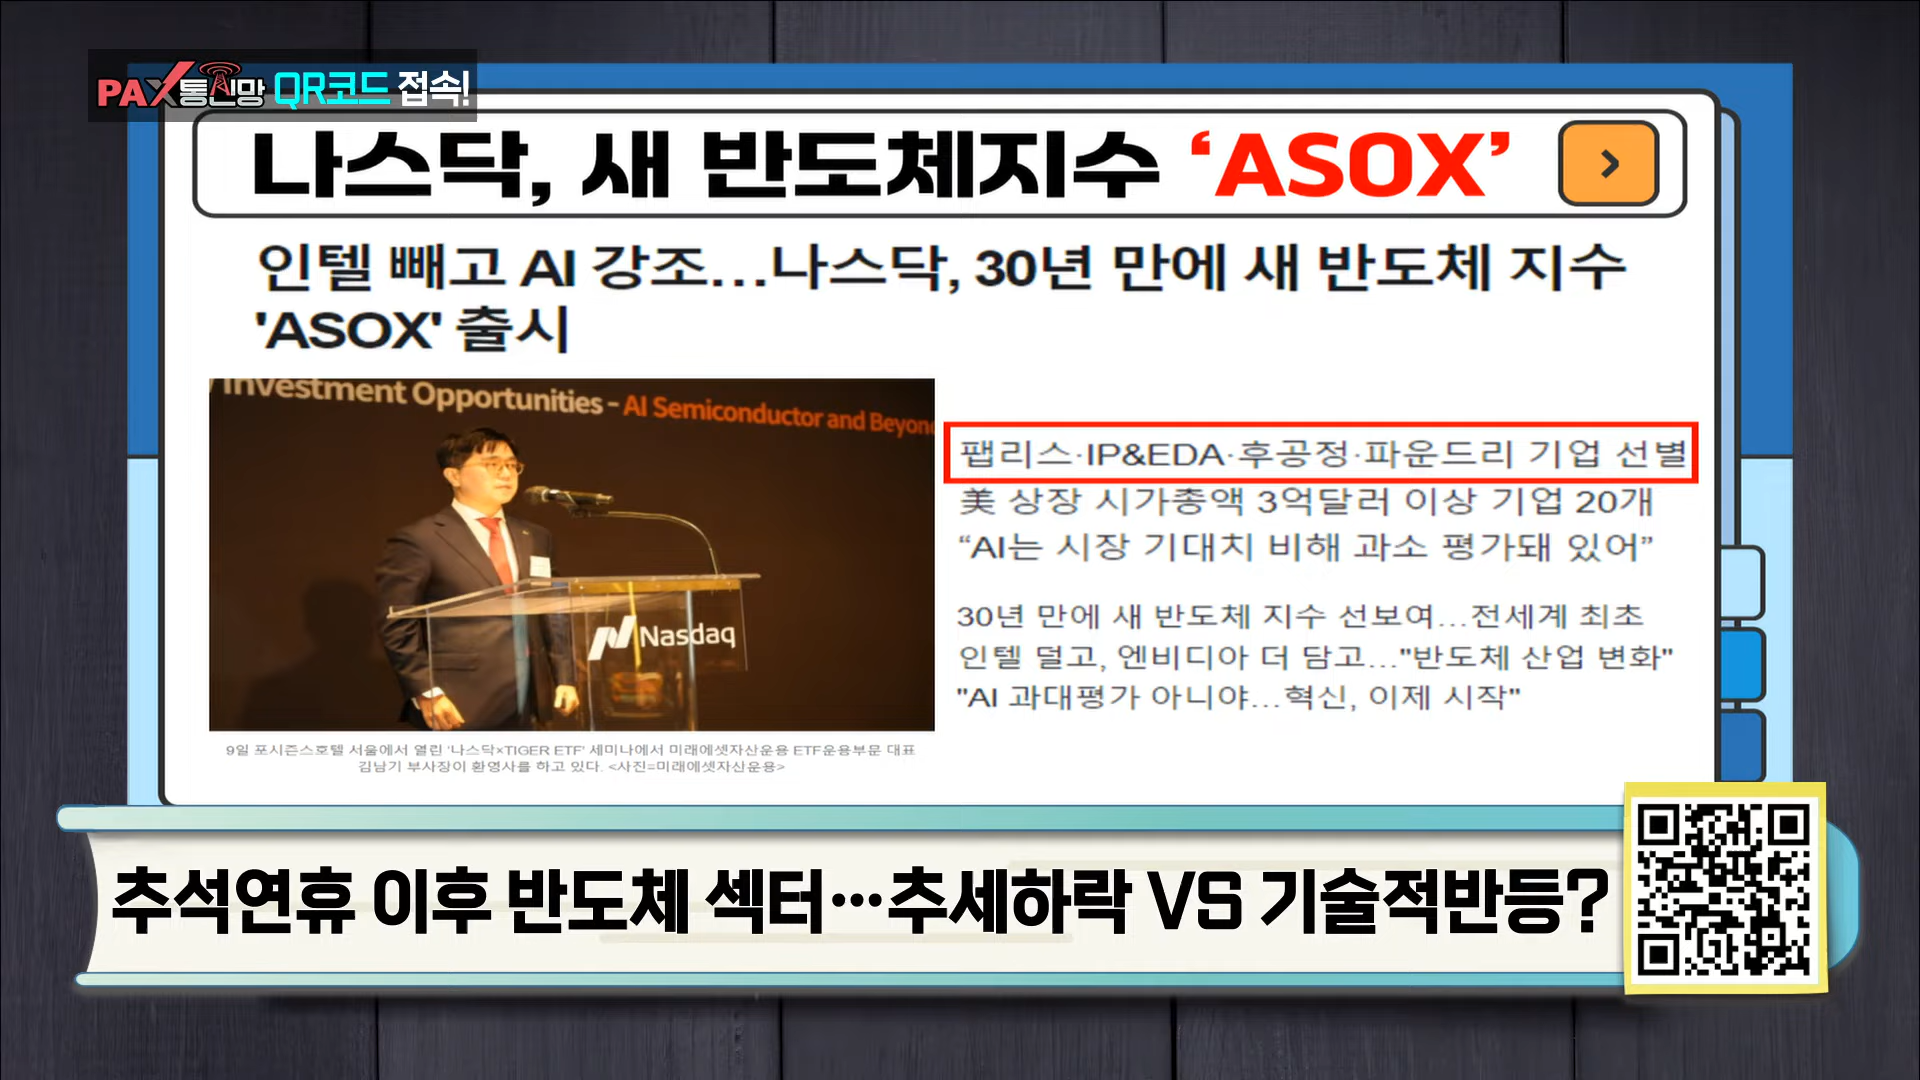 PAX통신망 QR코드 접속!
나스닥, 새 반도체지수 ‘ASOX’
인텔 빼고 AI 강조...나스닥, 30년 만에 새 반도체 지수
'ASOX' 출시
Investment Opportunities - AI Semiconductor and Beyond
Nasdaq
9일 포시즌스호텔 서울에서 열린 '나스닥×TIGER ETF' 세미나에서 미래에셋자산운용 ETF운용부문 대표
김남기 부사장이 환영사를 하고 있다. <사진=미래에셋자산운용>
팹리스·IP&EDA·후공정·파운드리 기업 선별
美 상장 시가총액 3억달러 이상 기업 20개
“AI는 시장 기대치 비해 과소 평가돼 있어”
30년 만에 새 반도체 지수 선보여...전세계 최초
인텔 덜고, 엔비디아 더 담고..."반도체 산업 변화"
"AI 과대평가 아니야...혁신, 이제 시작"
추석연휴 이후 반도체 섹터…추세하락 VS 기술적반등?